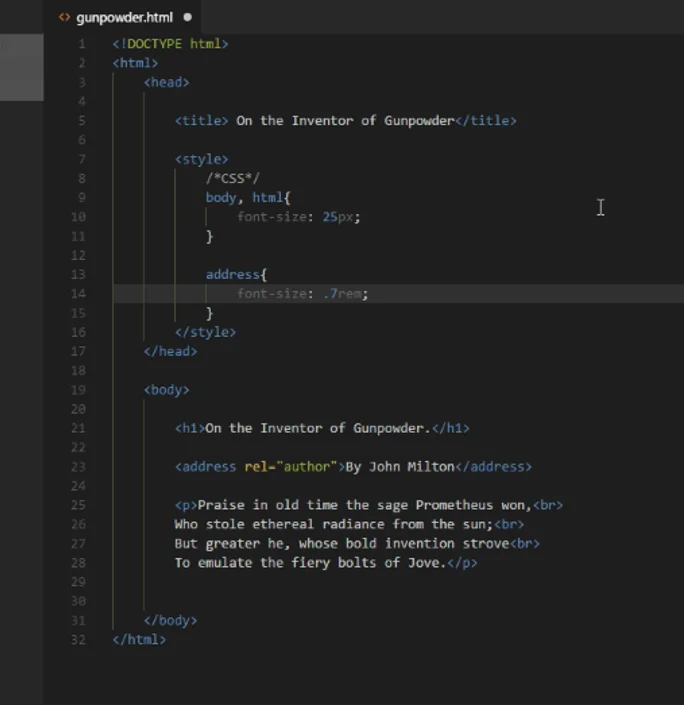 <> gunpowder.html ●
1 <!DOCTYPE html>
2 <html>
3     <head>
4
5         <title> On the Inventor of Gunpowder</title>
6
7         <style>
8             /*CSS*/
9             body, html{
10                 font-size: 25px;
11             }
12
13             address{
14                 font-size: .7rem;
15             }
16         </style>
17     </head>
18
19     <body>
20
21         <h1>On the Inventor of Gunpowder.</h1>
22
23         <address rel="author">By John Milton</address>
24
25         <p>Praise in old time the sage Prometheus won,<br>
26         Who stole ethereal radiance from the sun;<br>
27         But greater he, whose bold invention strove<br>
28         To emulate the fiery bolts of Jove.</p>
29
30
31     </body>
32 </html>